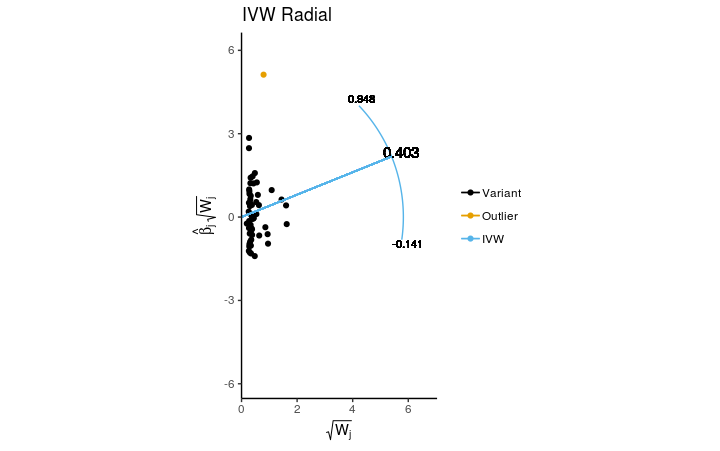 IVW Radial
6
3
0
-3
-6
β̂j√Wj
0.948
0.403
-0.141
Variant
Outlier
IVW
0 2 4 6
√Wj